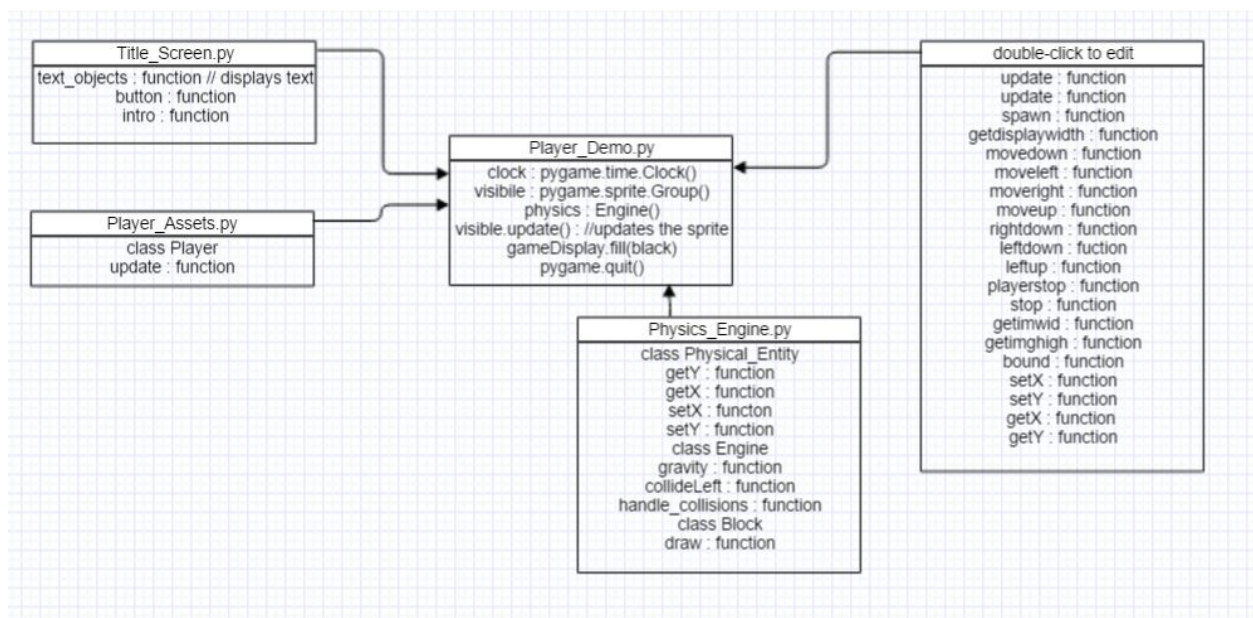 Title_Screen.py
text_objects : function // displays text
button : function
intro : function
Player_Assets.py
class Player
update : function
Player_Demo.py
clock : pygame.time.Clock()
visibile : pygame.sprite.Group()
physics : Engine()
visible.update() : //updates the sprite
gameDisplay.fill(black)
pygame.quit()
Physics_Engine.py
class Physical_Entity
getY : function
getX : function
setX : functon
setY : function
class Engine
gravity : function
collideLeft : function
handle_collisions : function
class Block
draw : function
double-click to edit
update : function
update : function
spawn : function
getdisplaywidth : function
movedown : function
moveleft : function
moveright : function
moveup : function
rightdown : function
leftdown : fuction
leftup : function
playerstop : function
stop : function
getimwid : function
getimghigh : function
bound : function
setX : function
setY : function
getX : function
getY : function